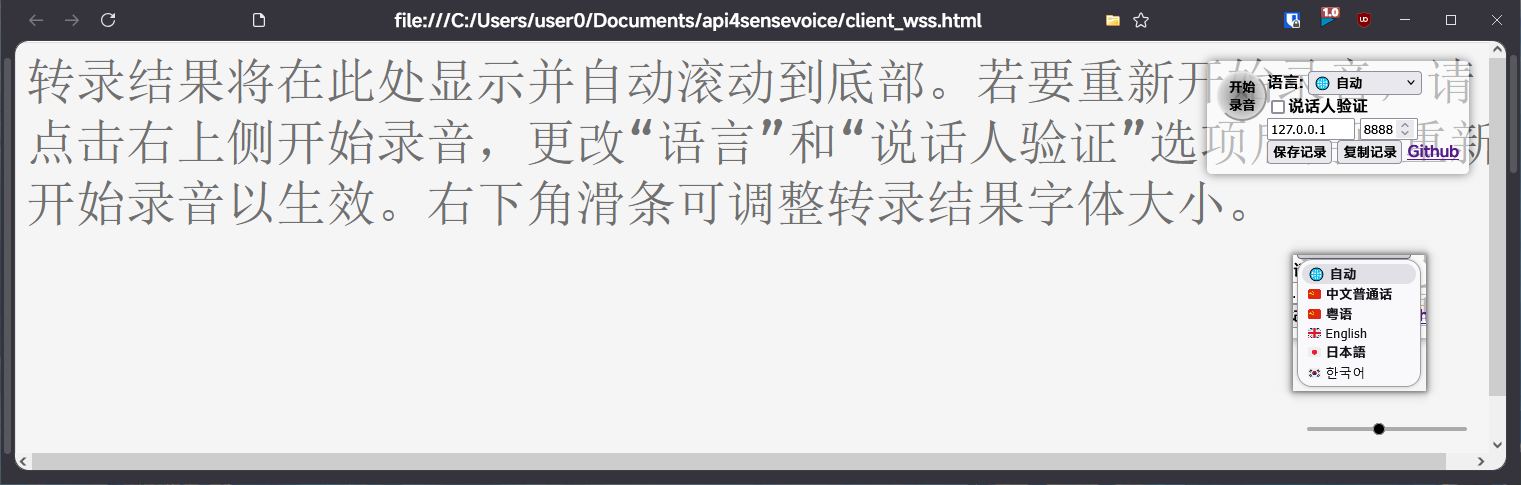 file:///C:/Users/user0/Documents/api4sensevoice/client_wss.html
1.0
转录结果将在此处显示并自动滚动到底部。若要重新开始录音，请
点击右上侧开始录音，更改“语言”和“说话人验证”选项后 重新
开始录音以生效。右下角滑条可调整转录结果字体大小。
开始
录音
语言: 自动
说话人验证
127.0.0.1 8888
保存记录 复制记录 Github
自动
中文普通话
粤语
English
日本語
한국어